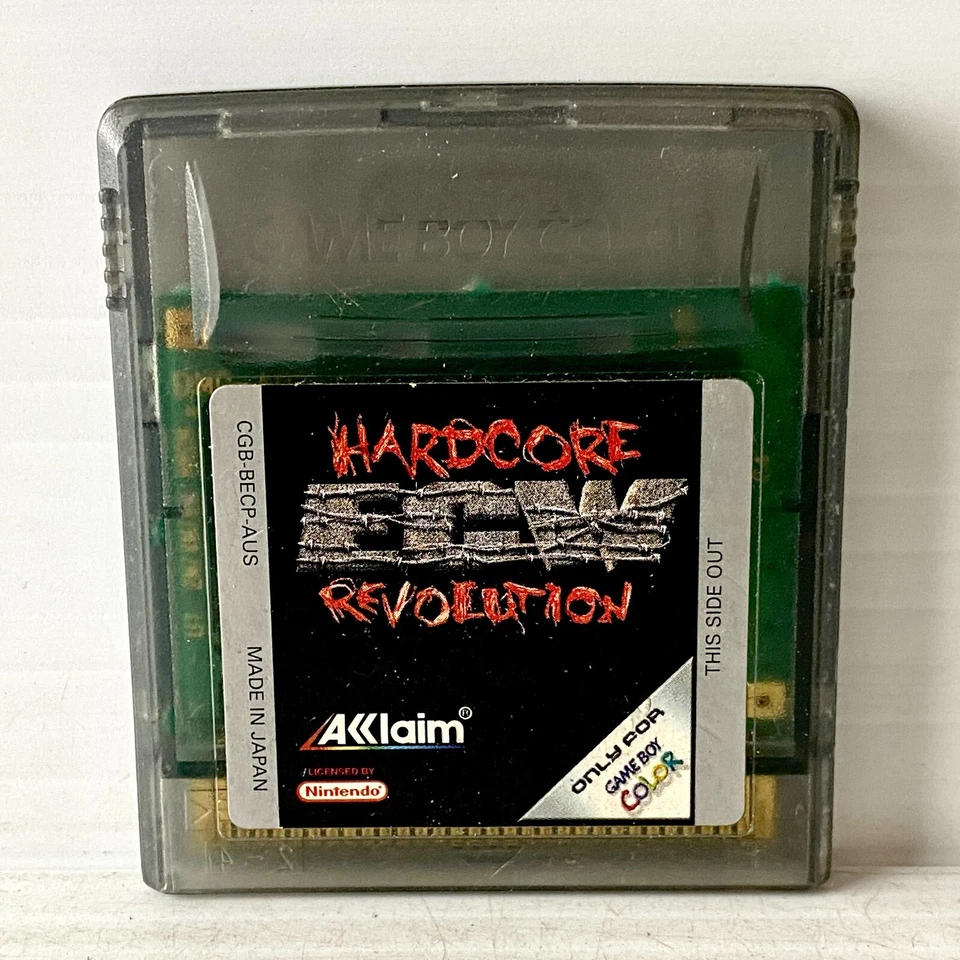 GAME BOY COLOR
HARDCORE
ECW
REVOLUTION
CGB-BECP-AUS
MADE IN JAPAN
THIS SIDE OUT
AKKlaim®
LICENSED BY
Nintendo®
ONLY FOR
GAME BOY
COLOR